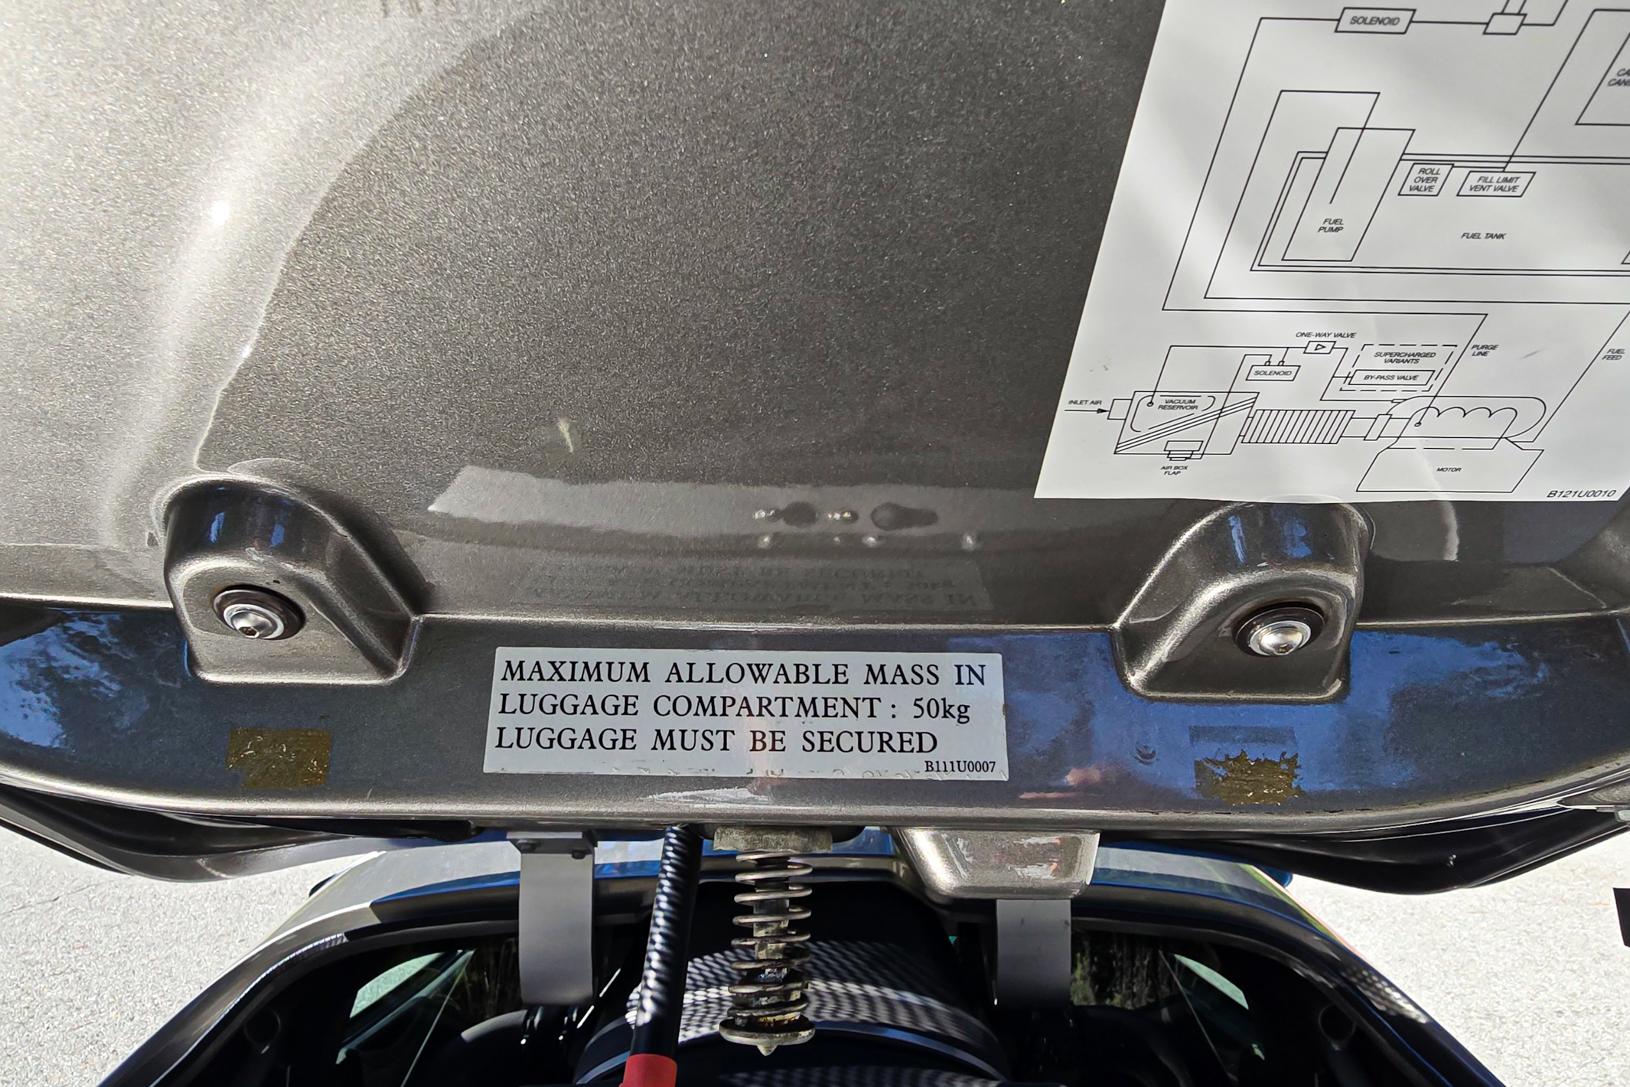 SOLENOID
ROLL
OVER
VALVE
FILL LIMIT
VENT VALVE
FUEL
PUMP
FUEL TANK
ONE-WAY VALVE
SUPERCHARGED
VARIANTS
PURGE
LINE
FUEL
FEED
SOLENOID
BY-PASS VALVE
INLET AIR
VACUUM
RESERVOIR
AIR BOX
FLAP
MOTOR
B121U0010
MAXIMUM ALLOWABLE MASS IN
LUGGAGE COMPARTMENT : 50kg
LUGGAGE MUST BE SECURED
B111U0007